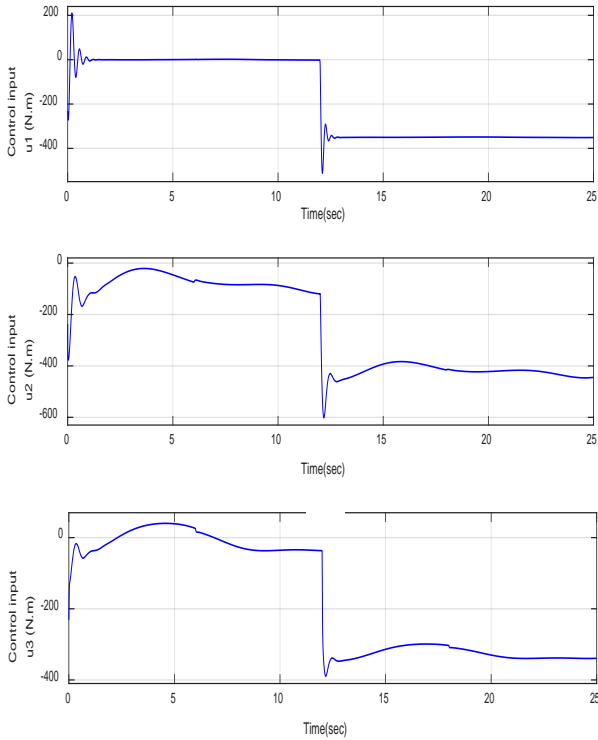 200
0
-200
-400
Control input
u1 (N.m)
0 5 10 15 20 25
Time(sec)
0
-200
-400
-600
Control input
u2 (N.m)
0 5 10 15 20 25
Time(sec)
0
-200
-400
Control input
u3 (N.m)
0 5 10 15 20 25
Time(sec)